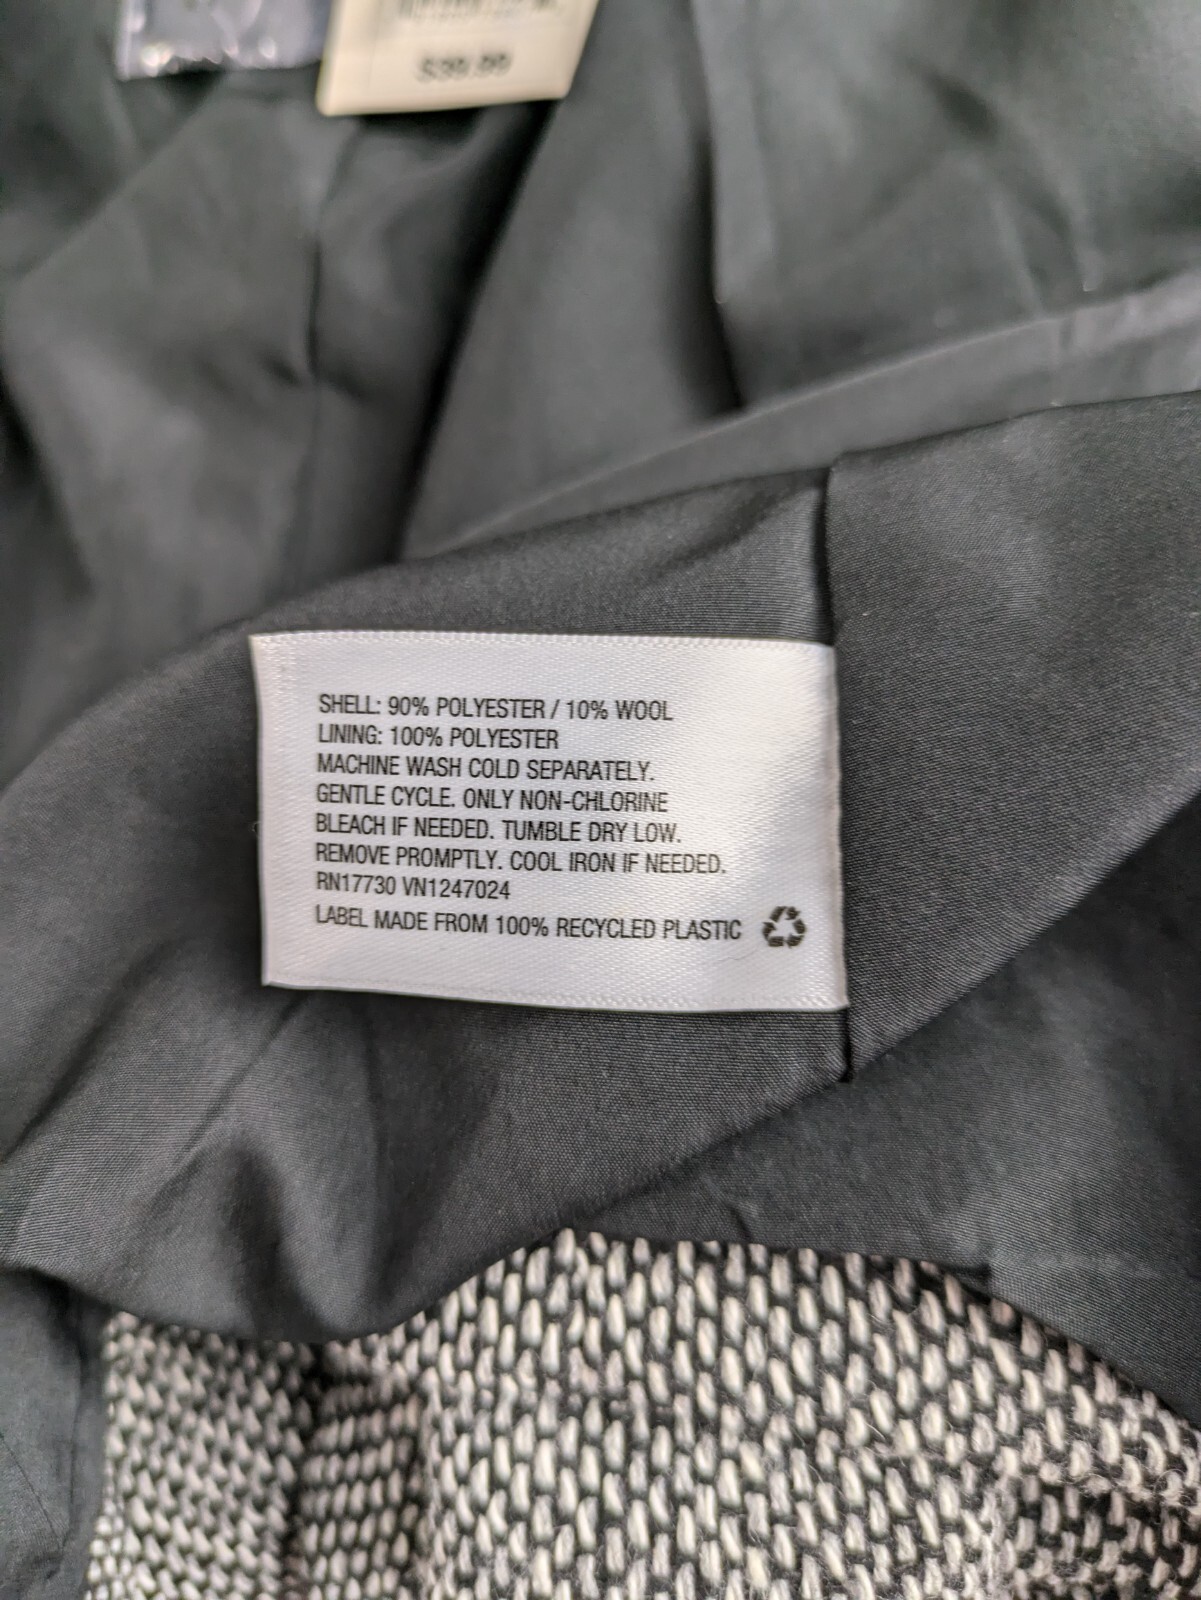 $39.99
SHELL: 90% POLYESTER / 10% WOOL
LINING: 100% POLYESTER
MACHINE WASH COLD SEPARATELY.
GENTLE CYCLE. ONLY NON-CHLORINE
BLEACH IF NEEDED. TUMBLE DRY LOW.
REMOVE PROMPTLY. COOL IRON IF NEEDED.
RN17730 VN1247024
LABEL MADE FROM 100% RECYCLED PLASTIC